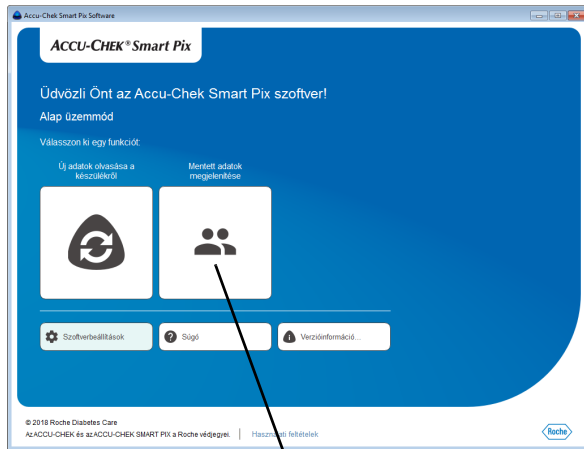 Accu-Chek Smart Pix Software
ACCU-CHEK® Smart Pix
Üdvözli Önt az Accu-Chek Smart Pix szoftver!
Alap üzemmód
Válasszon ki egy funkciót:
Új adatok olvasása a
készülékről
Mentett adatok
megjelenítése
Szoftverbeállítások
Súgó
Verzióinformáció...
© 2018 Roche Diabetes Care
Az ACCU-CHEK és az ACCU-CHEK SMART PIX a Roche védjegyei.
Használati feltételek
Roche